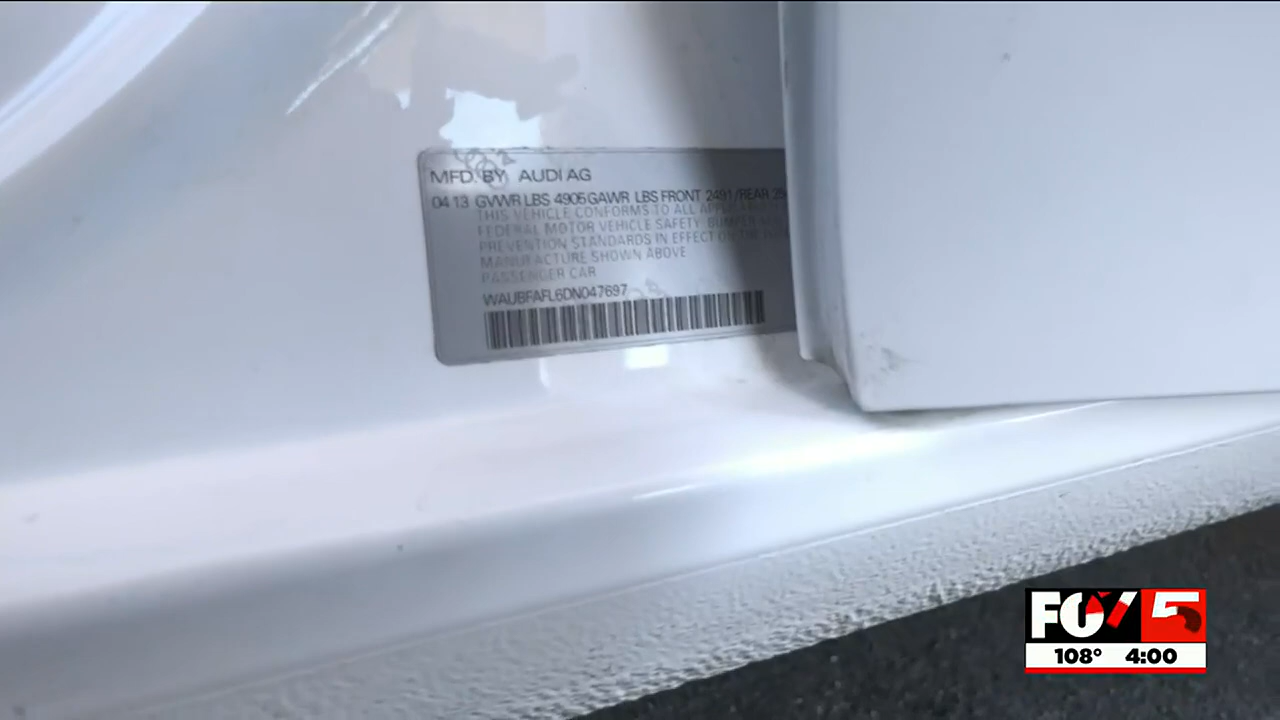 MFD. BY AUDI AG
04 13 GVWR LBS 4905 GAWR LBS FRONT 2491/REAR
THIS VEHICLE CONFORMS TO ALL
FEDERAL MOTOR VEHICLE SAFETY, BUMPER
PREVENTION STANDARDS IN EFFECT ON THE
MANUFACTURE SHOWN ABOVE
PASSENGER CAR
WAUBFAFL6DN047697
FOX 5
108° 4:00